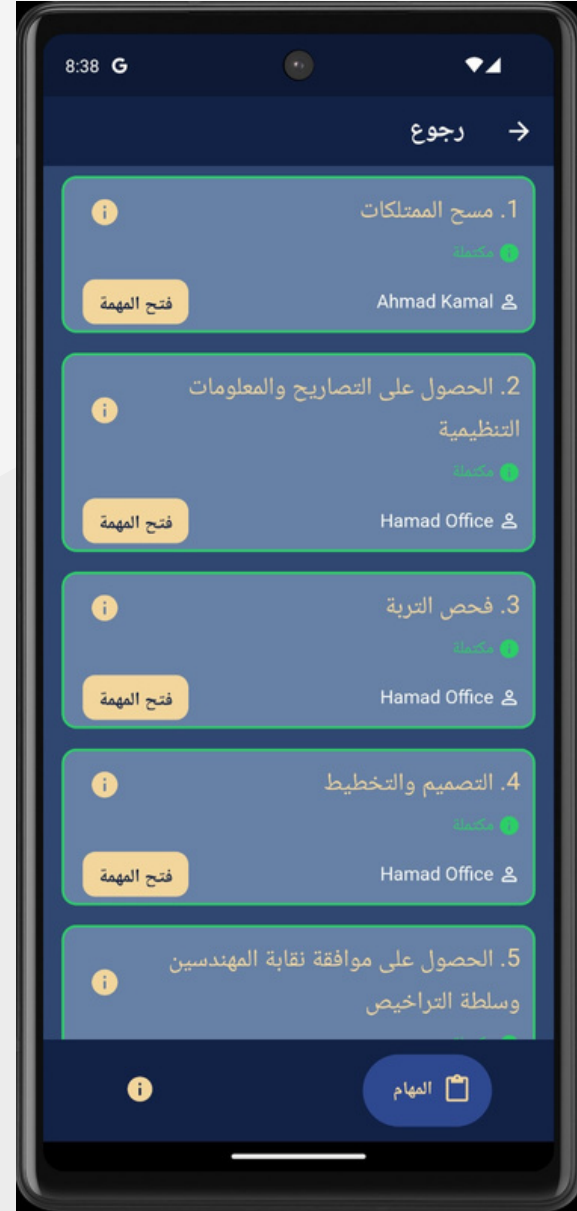 8:38 G
رجوع
1. مسح الممتلكات
مكتملة
Ahmad Kamal
فتح المهمة
2. الحصول على التصاريح والمعلومات
التنظيمية
مكتملة
Hamad Office
فتح المهمة
3. فحص التربة
مكتملة
Hamad Office
فتح المهمة
4. التصميم والتخطيط
مكتملة
Hamad Office
فتح المهمة
5. الحصول على موافقة نقابة المهندسين
وسلطة التراخيص
المهام